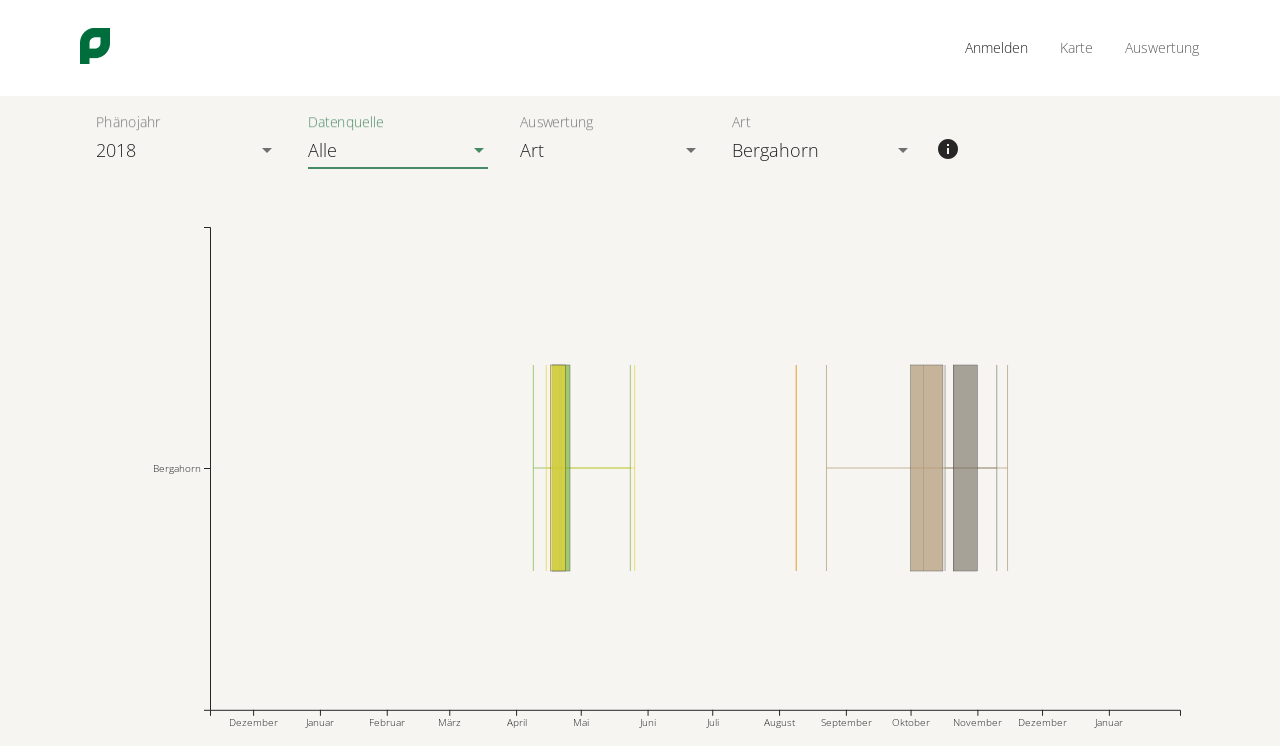 Anmelden Karte Auswertung
Phänojahr Datenquelle Auswertung Art
2018 Alle Art Bergahorn
Bergahorn
Dezember Januar Februar März April Mai Juni Juli August September Oktober November Dezember Januar